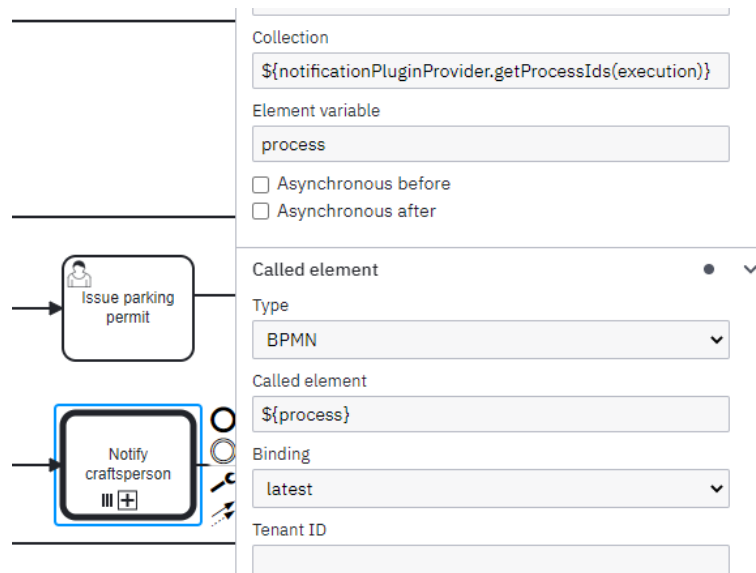 Collection
${notificationPluginProvider.getProcessIds(execution)}
Element variable
process
Asynchronous before
Asynchronous after
Called element
Type
BPMN
Called element
${process}
Binding
latest
Tenant ID
Issue parking
permit
Notify
craftsperson